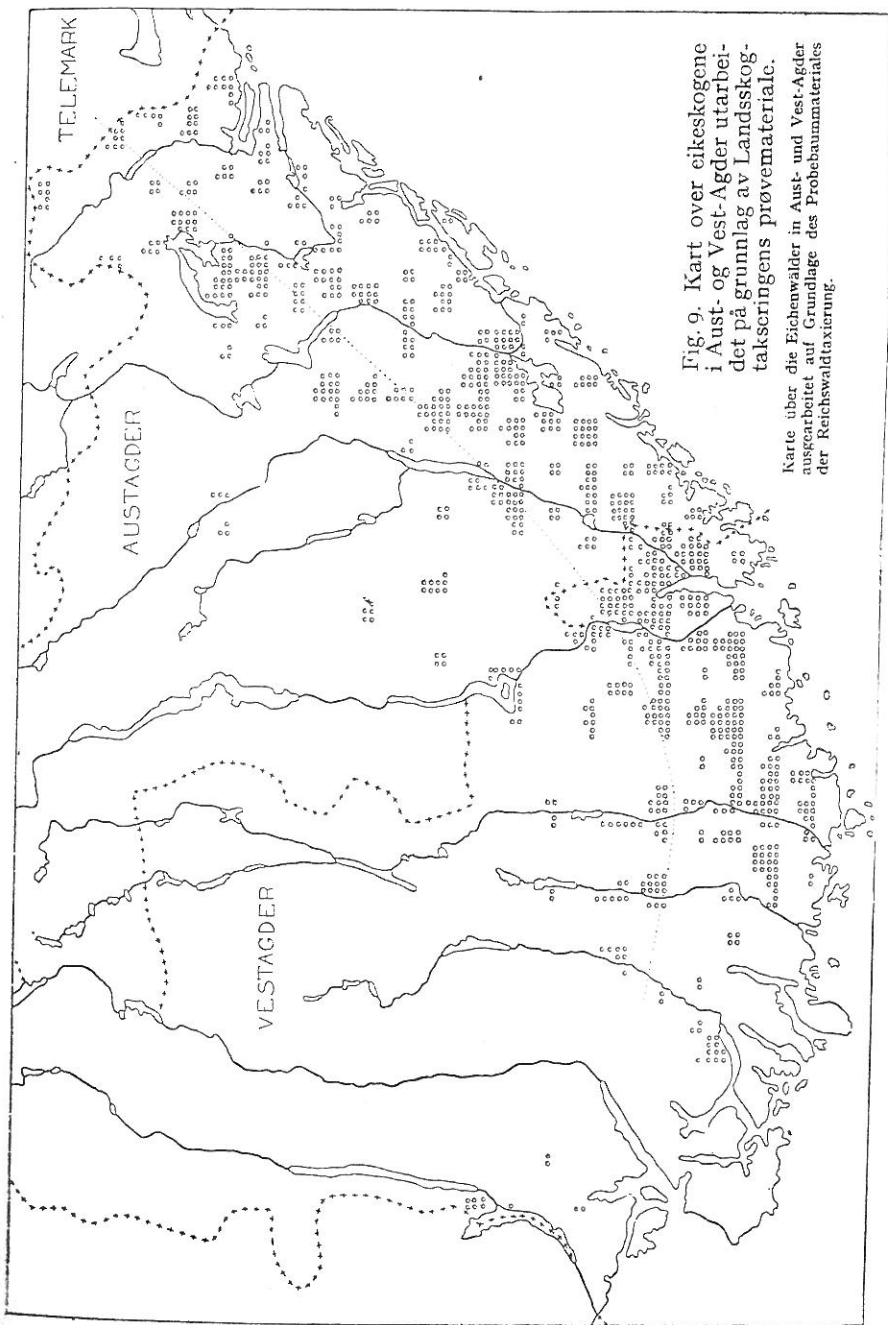 TELEMARK
AUSTAGDER
VESTAGDER
Fig. 9. Kart over eikeskogene
i Aust- og Vest-Agder utarbei-
det på grunnlag av Landsskog-
takseringens prøvemateriale.
Karte über die Eichenwälder in Aust- und Vest-Agder
ausgearbeitet auf Grundlage des Probebaummateriales
der Reichswaldtaxierung.